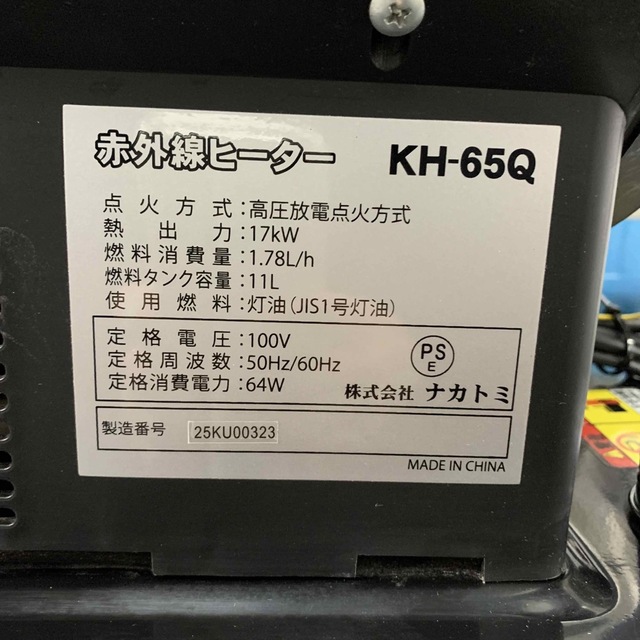 赤外線ヒーター KH-65Q
点火方式:高圧放電点火方式
熱出力:17kW
燃料消費量:1.78L/h
燃料タンク容量:11L
使用燃料:灯油(JIS1号灯油)
定格電圧:100V
定格周波数:50Hz/60Hz
定格消費電力:64W
PS
E
株式会社 ナカトミ
製造番号 25KU00323
MADE IN CHINA